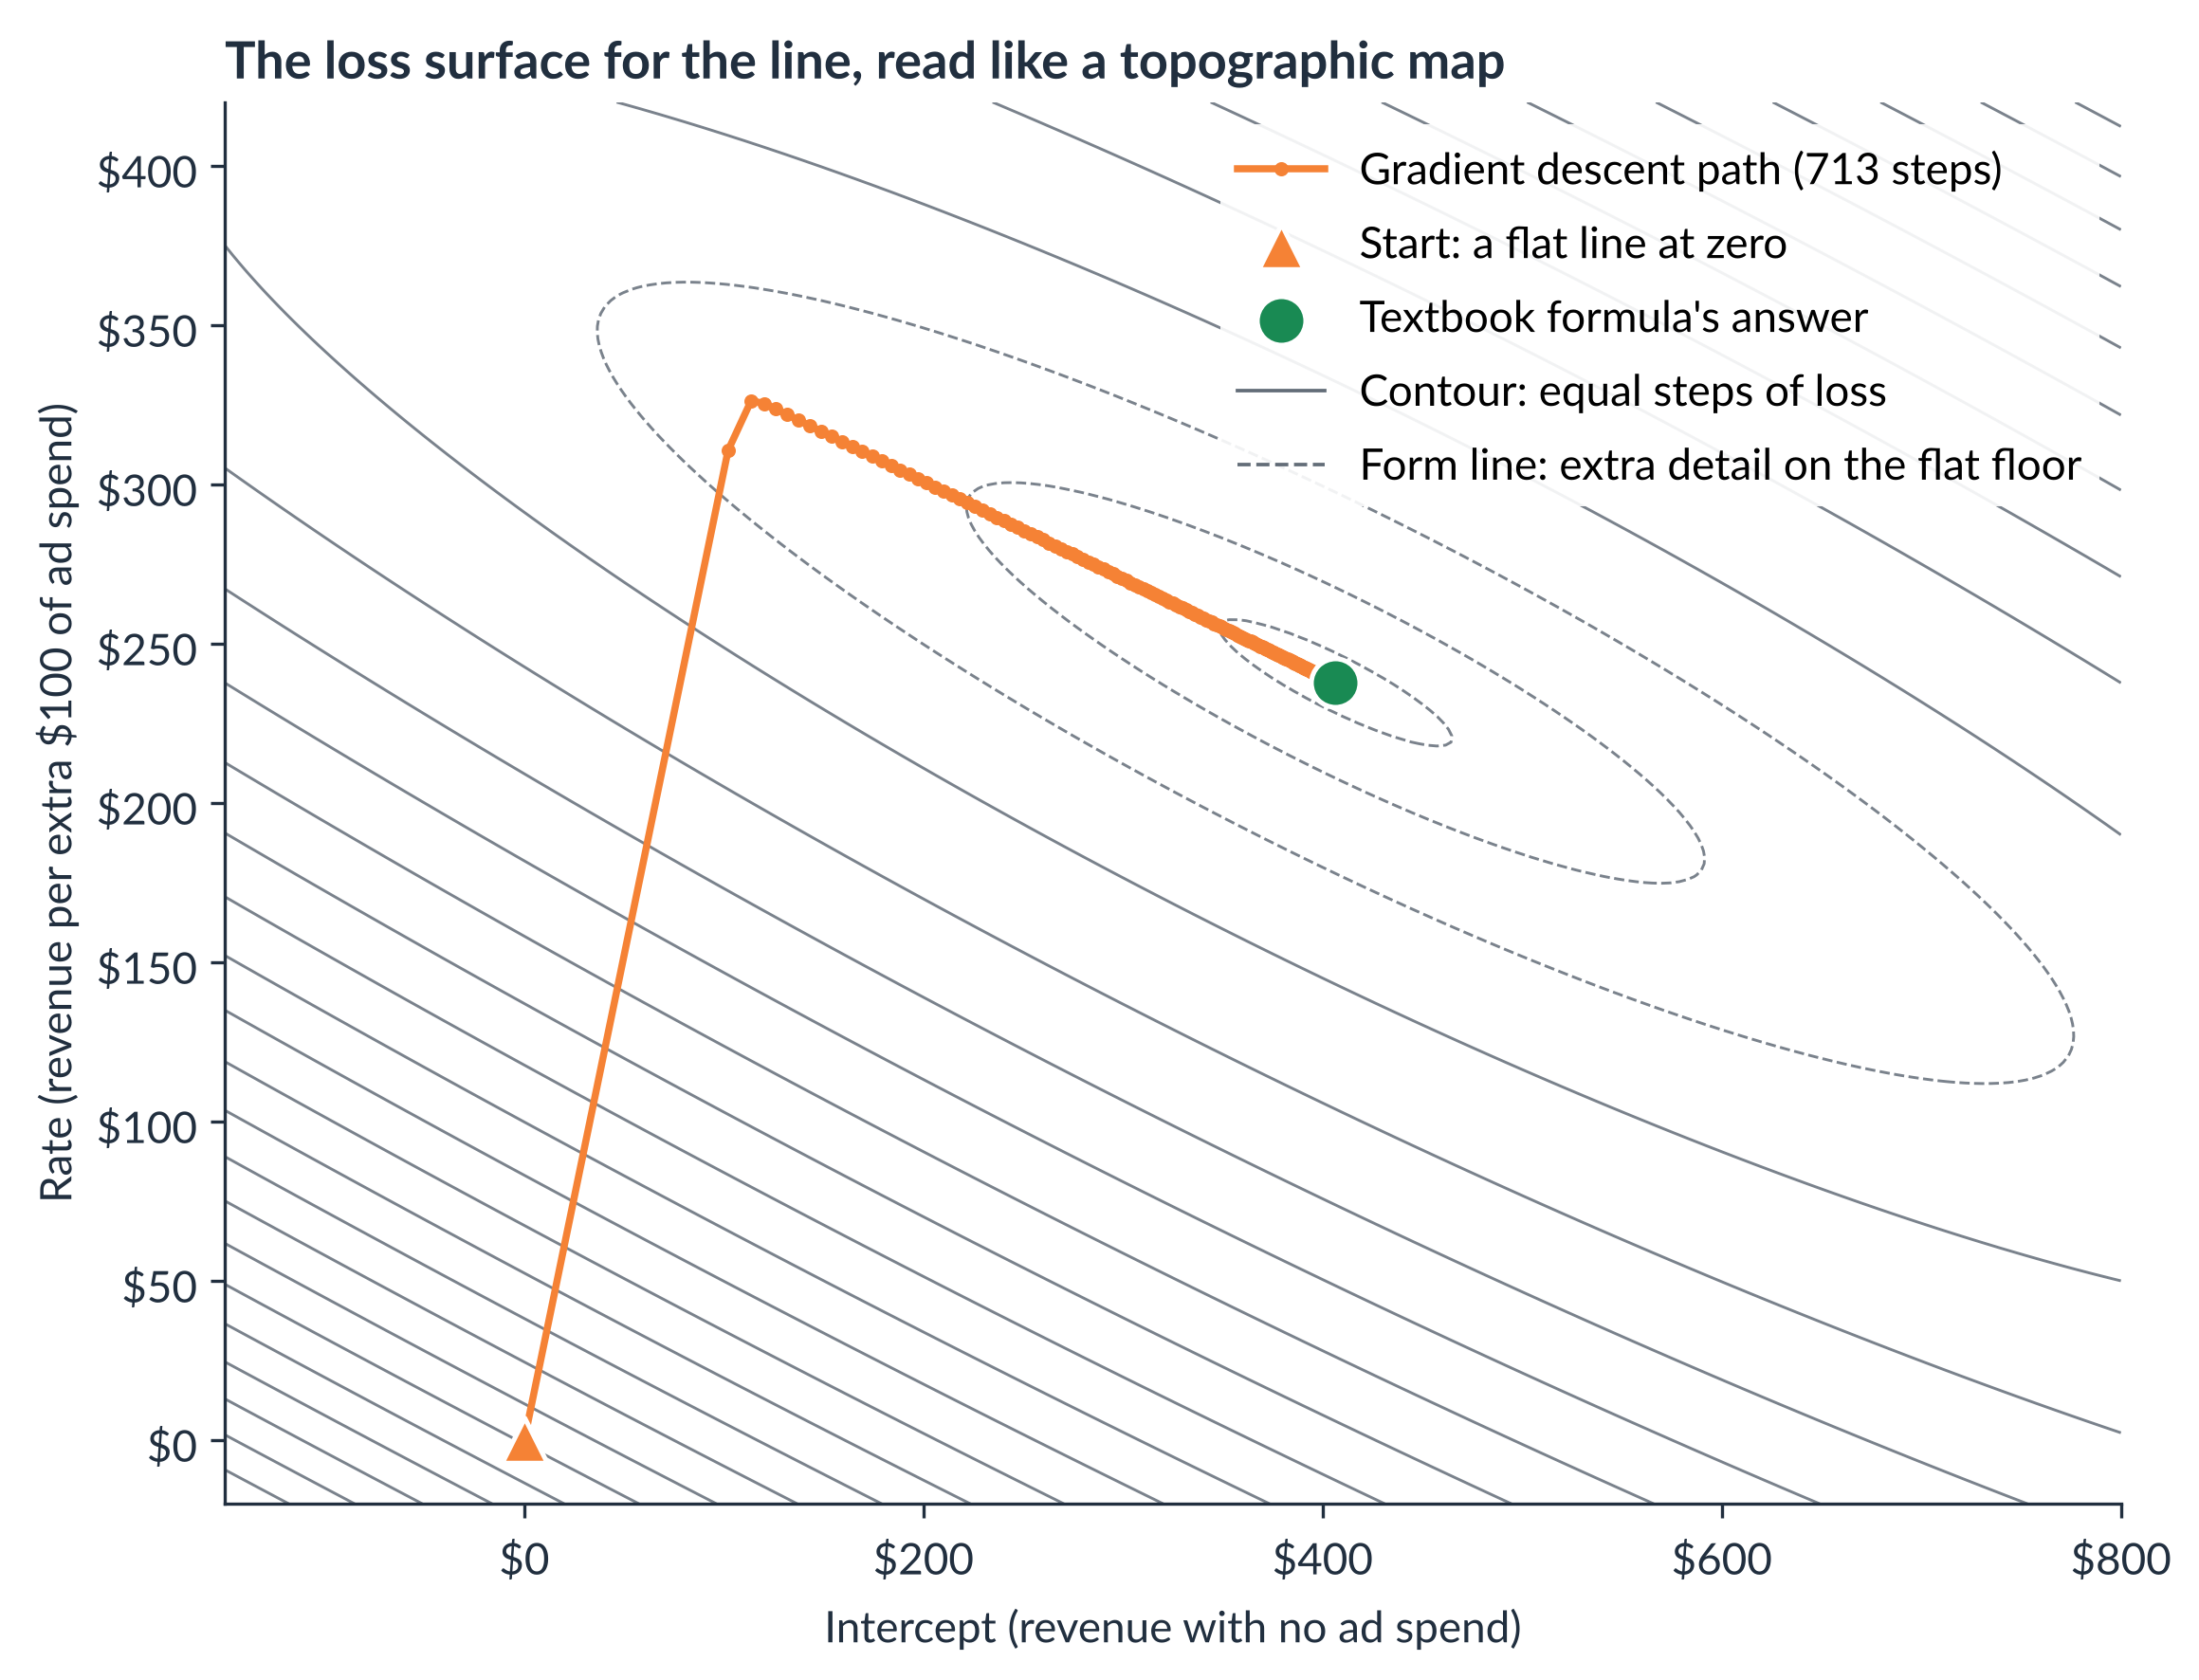 The loss surface for the line, read like a topographic map
Gradient descent path (713 steps)
Start: a flat line at zero
Textbook formula's answer
Contour: equal steps of loss
Form line: extra detail on the flat floor
Rate (revenue per extra $100 of ad spend)
$400
$350
$300
$250
$200
$150
$100
$50
$0
$0
$200
$400
$600
$800
Intercept (revenue with no ad spend)